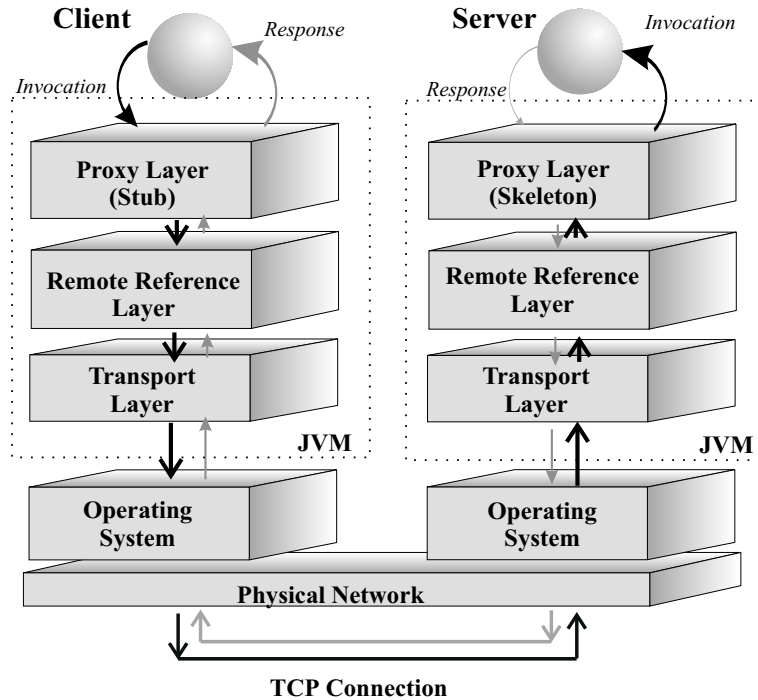 Client
Response
Invocation
Proxy Layer
(Stub)
Remote Reference
Layer
Transport
Layer
JVM
Operating
System
Server
Invocation
Response
Proxy Layer
(Skeleton)
Remote Reference
Layer
Transport
Layer
JVM
Operating
System
Physical Network
TCP Connection